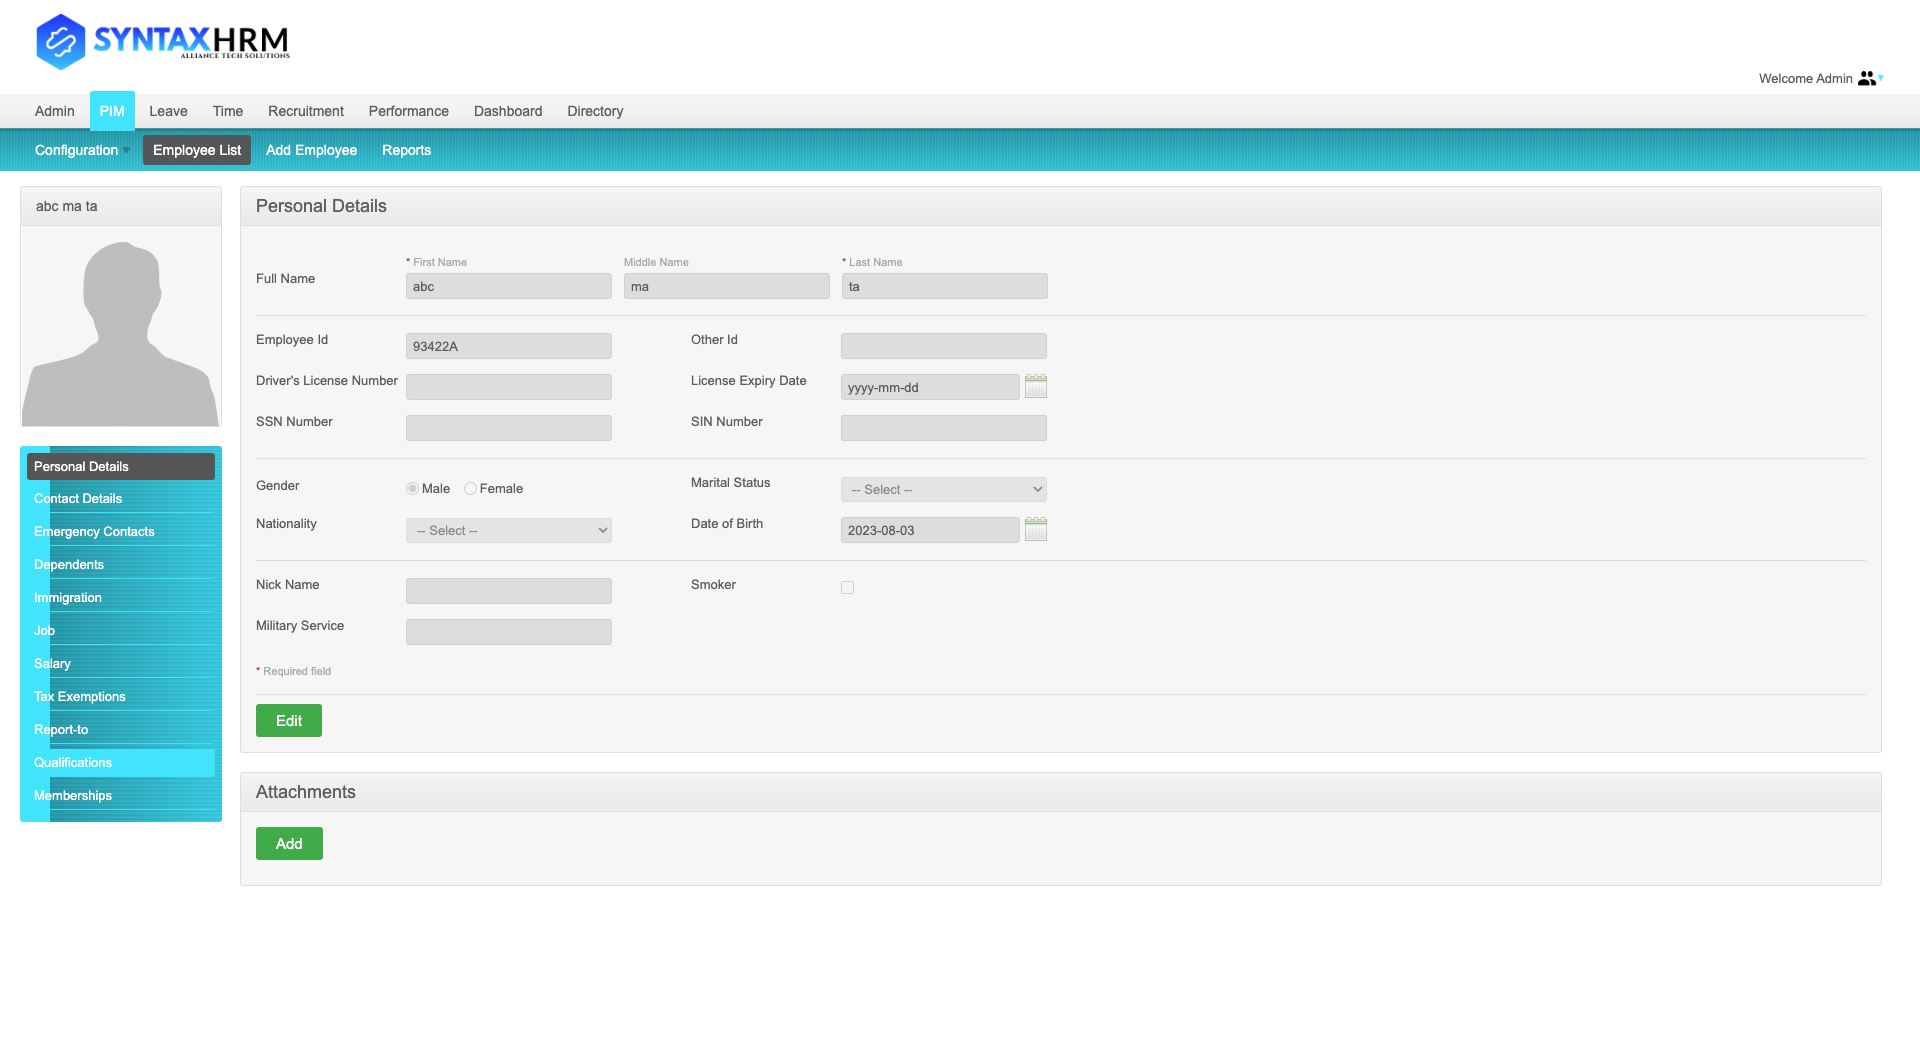 SYNTAXHRM
ALLIANCE TECH SOLUTIONS
Welcome Admin
Admin PIM Leave Time Recruitment Performance Dashboard Directory
Configuration Employee List Add Employee Reports
abc ma ta
Personal Details
Contact Details
Emergency Contacts
Dependents
Immigration
Job
Salary
Tax Exemptions
Report-to
Qualifications
Memberships
Personal Details
* First Name Middle Name * Last Name
Full Name abc ma ta
Employee Id 93422A Other Id
Driver's License Number License Expiry Date yyyy-mm-dd
SSN Number SIN Number
Gender Male Female Marital Status -- Select --
Nationality -- Select -- Date of Birth 2023-08-03
Nick Name Smoker
Military Service
* Required field
Edit
Attachments
Add